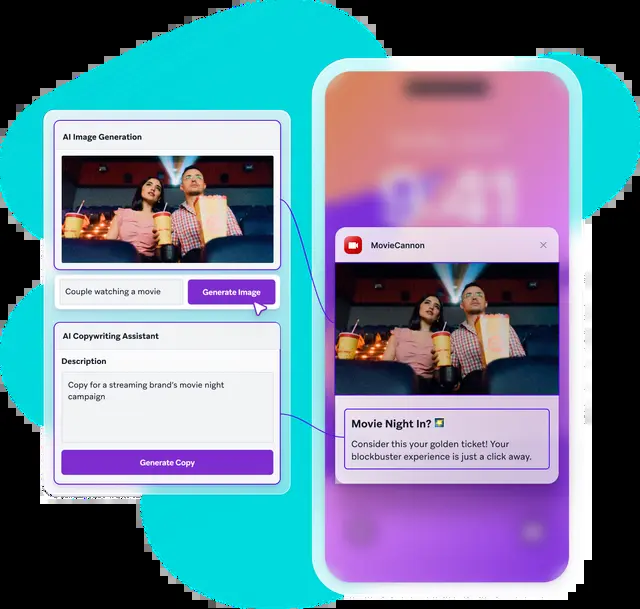 AI Image Generation
Couple watching a movie
Generate Image
AI Copywriting Assistant
Description
Copy for a streaming brand's movie night
campaign
Generate Copy
9:41
MovieCannon
Movie Night In?
Consider this your golden ticket! Your
blockbuster experience is just a click away.